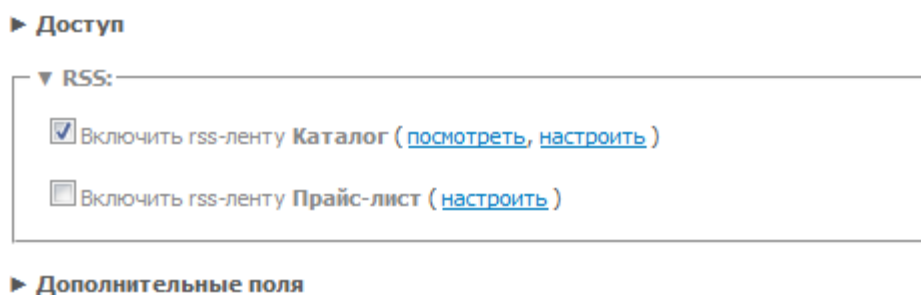 Доступ
RSS:
Включить rss-ленту Каталог ( посмотреть, настроить )
Включить rss-ленту Прайс-лист ( настроить )
Дополнительные поля